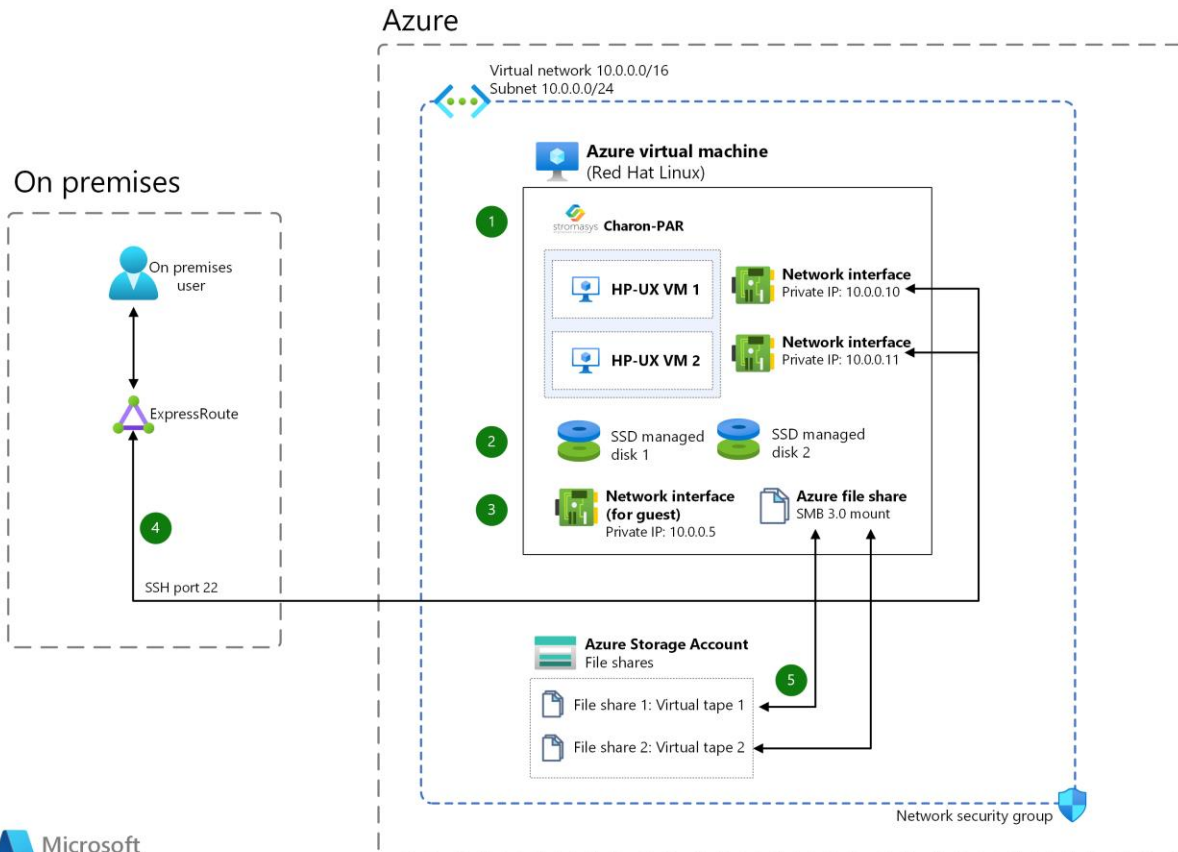 Azure
Virtual network 10.0.0.0/16
Subnet 10.0.0.0/24
Azure virtual machine
(Red Hat Linux)
On premises
1
stromasys Charon-PAR
On premises
user
HP-UX VM 1
Network interface
Private IP: 10.0.0.10
HP-UX VM 2
Network interface
Private IP: 10.0.0.11
ExpressRoute
2
SSD managed
disk 1
SSD managed
disk 2
3
Network interface
(for guest)
Private IP: 10.0.0.5
Azure file share
SMB 3.0 mount
4
SSH port 22
Azure Storage Account
File shares
5
File share 1: Virtual tape 1
File share 2: Virtual tape 2
Network security group
Microsoft